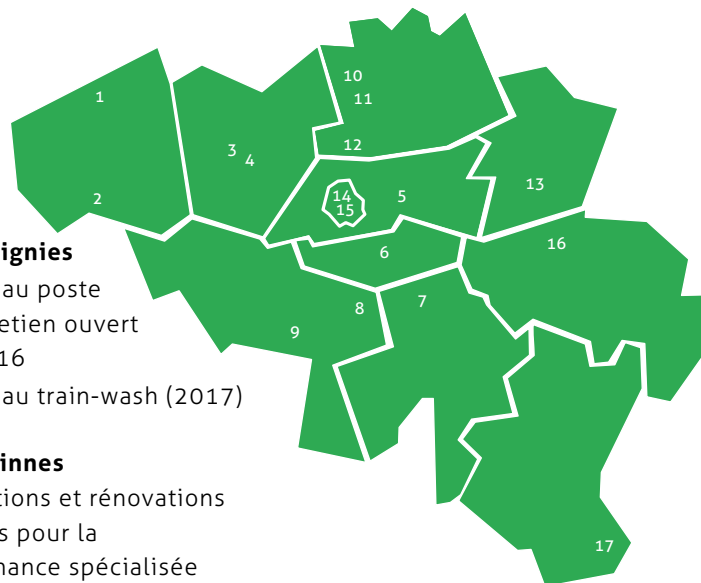 1
2
3
4
5
6
7
8
9
10
11
12
13
14
15
16
17
ignies
au poste
etien ouvert
16
au train-wash (2017)
innes
tions et rénovations
s pour la
nance spécialisée